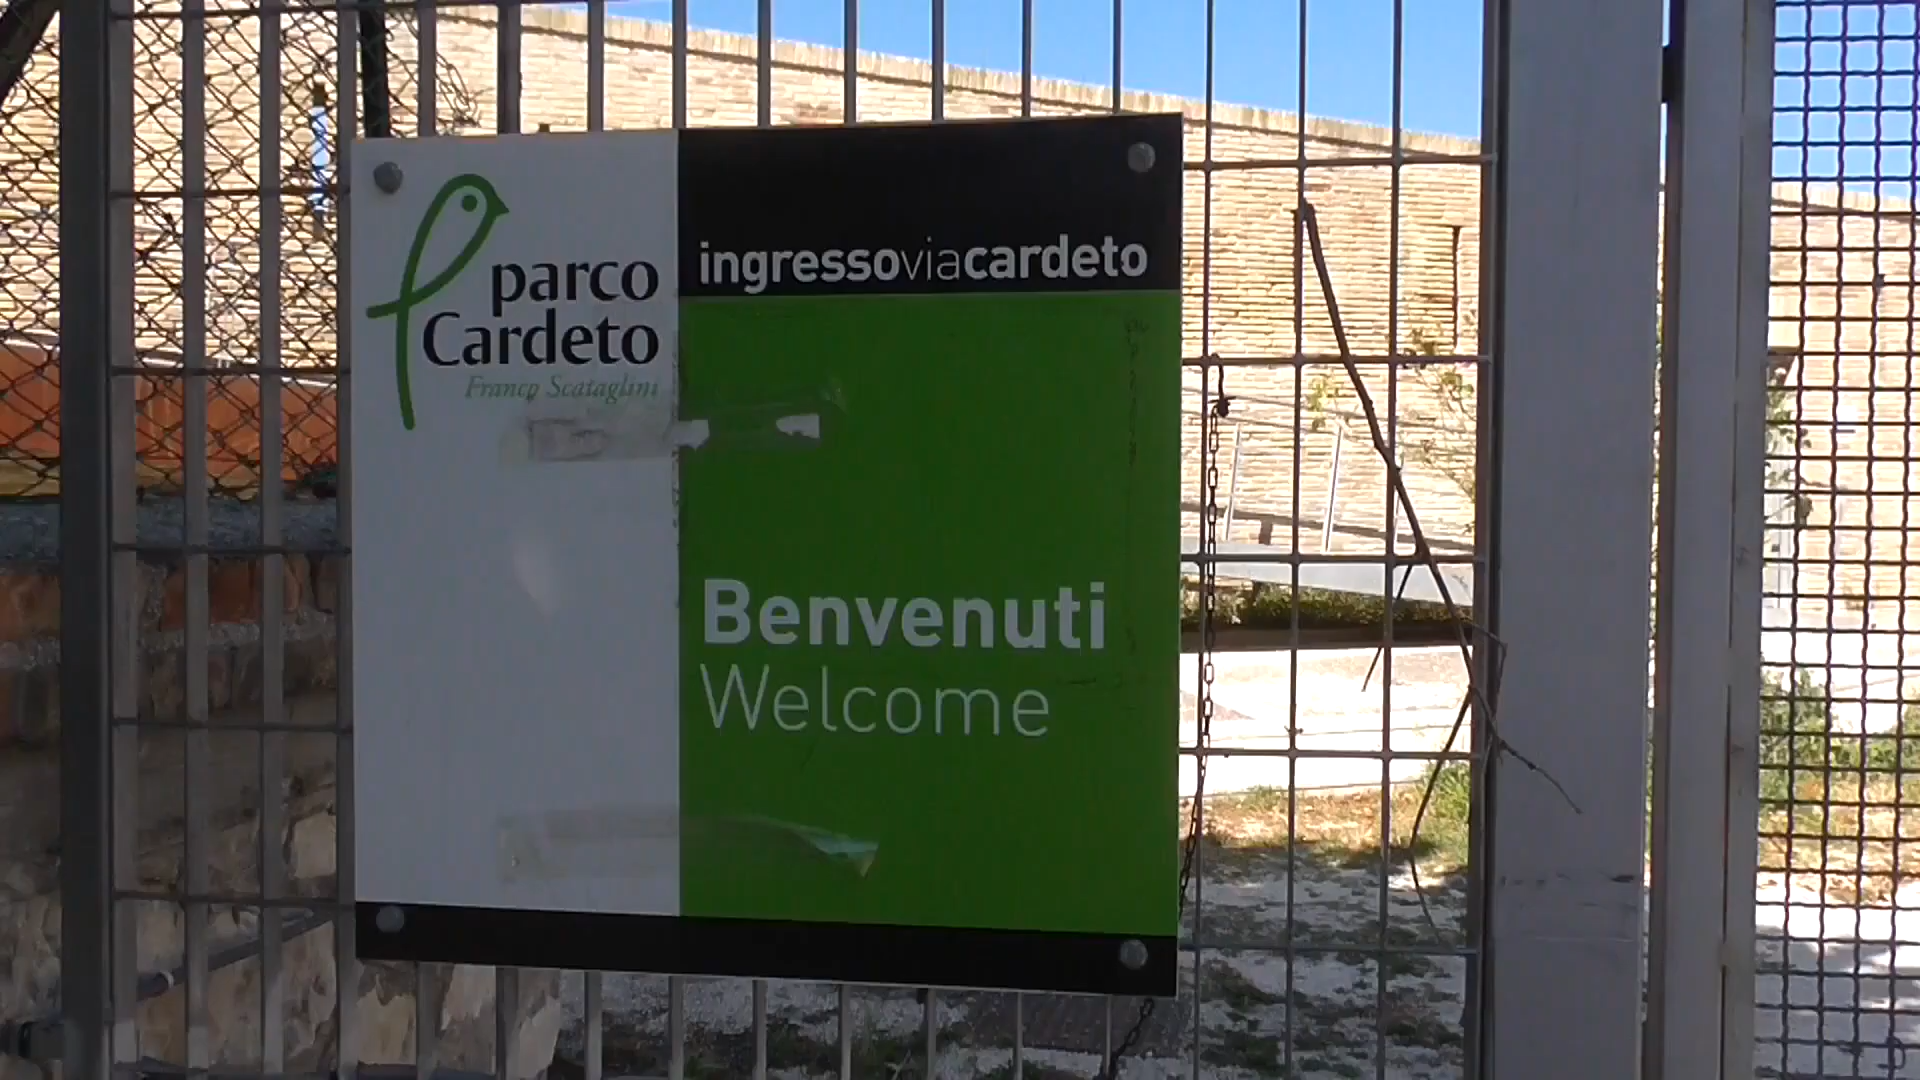 parco
Cardeto
Franco Scataglini
ingressoviacardeto
Benvenuti
Welcome